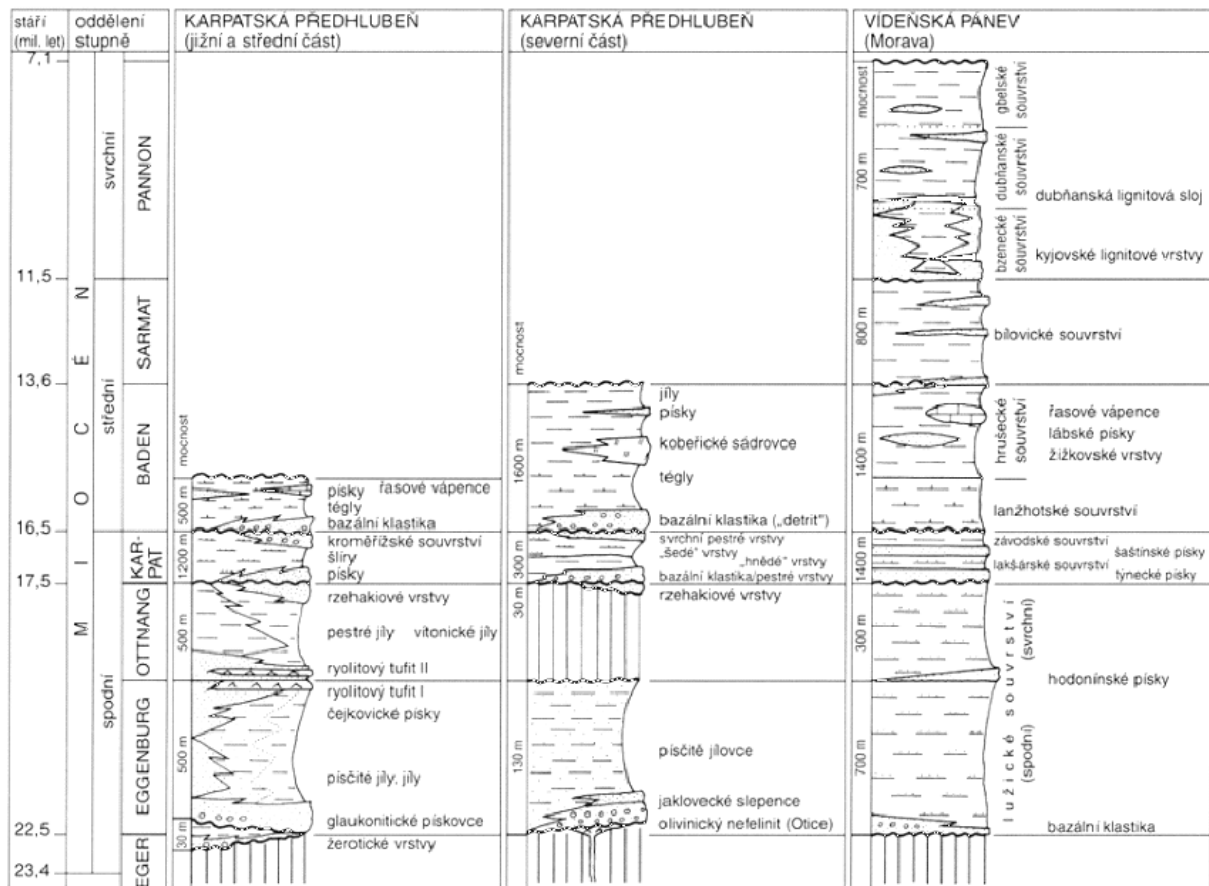 stáří
(mil. let)
oddělení
stupně
KARPATSKÁ PŘEDHLUBEŇ
(jižní a střední část)
KARPATSKÁ PŘEDHLUBEŇ
(severní část)
VÍDEŇSKÁ PÁNEV
(Morava)
7,1
11,5
13,6
16,5
17,5
22,5
23,4
MIOCÉN
svrchní
střední
spodní
PANNON
SARMAT
BADEN
KAR-
PAT
OTTNANG
EGGENBURG
EGER
mocnost
500 m
1200 m
500 m
500 m
30 m
písky řasové vápence
tégly
bazální klastika
kroměřížské souvrství
šlíry
písky
rzehakiové vrstvy
pestré jíly vítonické jíly
ryolitový tufit II
ryolitový tufit I
čejkovické písky
písčité jíly, jíly
glaukonitické pískovce
žerotické vrstvy
mocnost
1600 m
300 m
30 m
130 m
jíly
písky
kobeřické sádrovce
tégly
bazální klastika („detrit")
svrchní pestré vrstvy
„šedé" vrstvy
„hnědé" vrstvy
bazální klastika/pestré vrstvy
rzehakiové vrstvy
písčitě jílovce
jaklovecké slepence
olivinický nefelinit (Otice)
mocnost
700 m
800 m
1400 m
1400 m
300 m
700 m
gbelské
souvrství
dubňanské
souvrství
bzenecké
souvrství
dubňanská lignitová sloj
kyjovské lignitové vrstvy
bílovické souvrství
hrušecké
souvrství
řasové vápence
lábské písky
žižkovské vrstvy
lanžhotské souvrství
závodské souvrství
šaštínské písky
lakšárské souvrství
týnecké písky
lužické souvrství
(svrchní)
(spodní)
hodonínské písky
bazální klastika